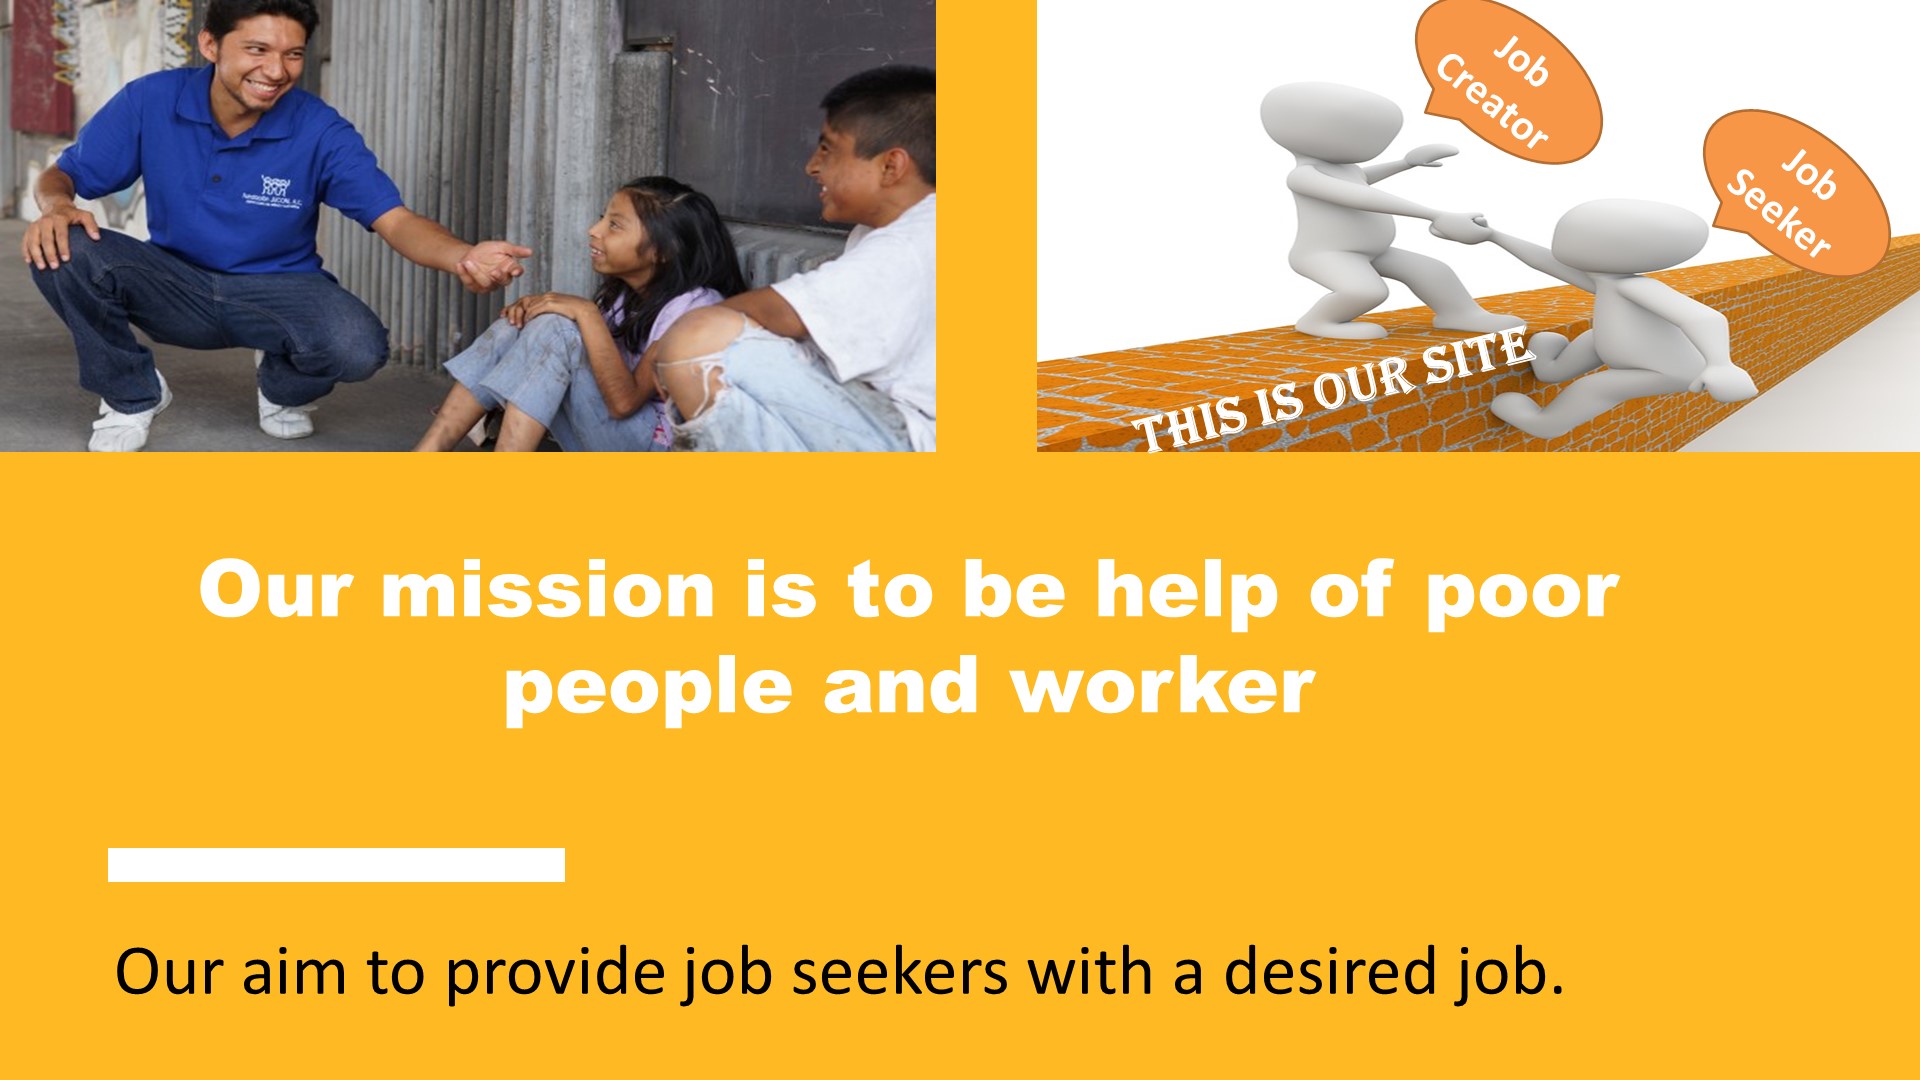 Job
Creator
Job
Seeker
THIS IS OUR SITE
Our mission is to be help of poor
people and worker
Our aim to provide job seekers with a desired job.